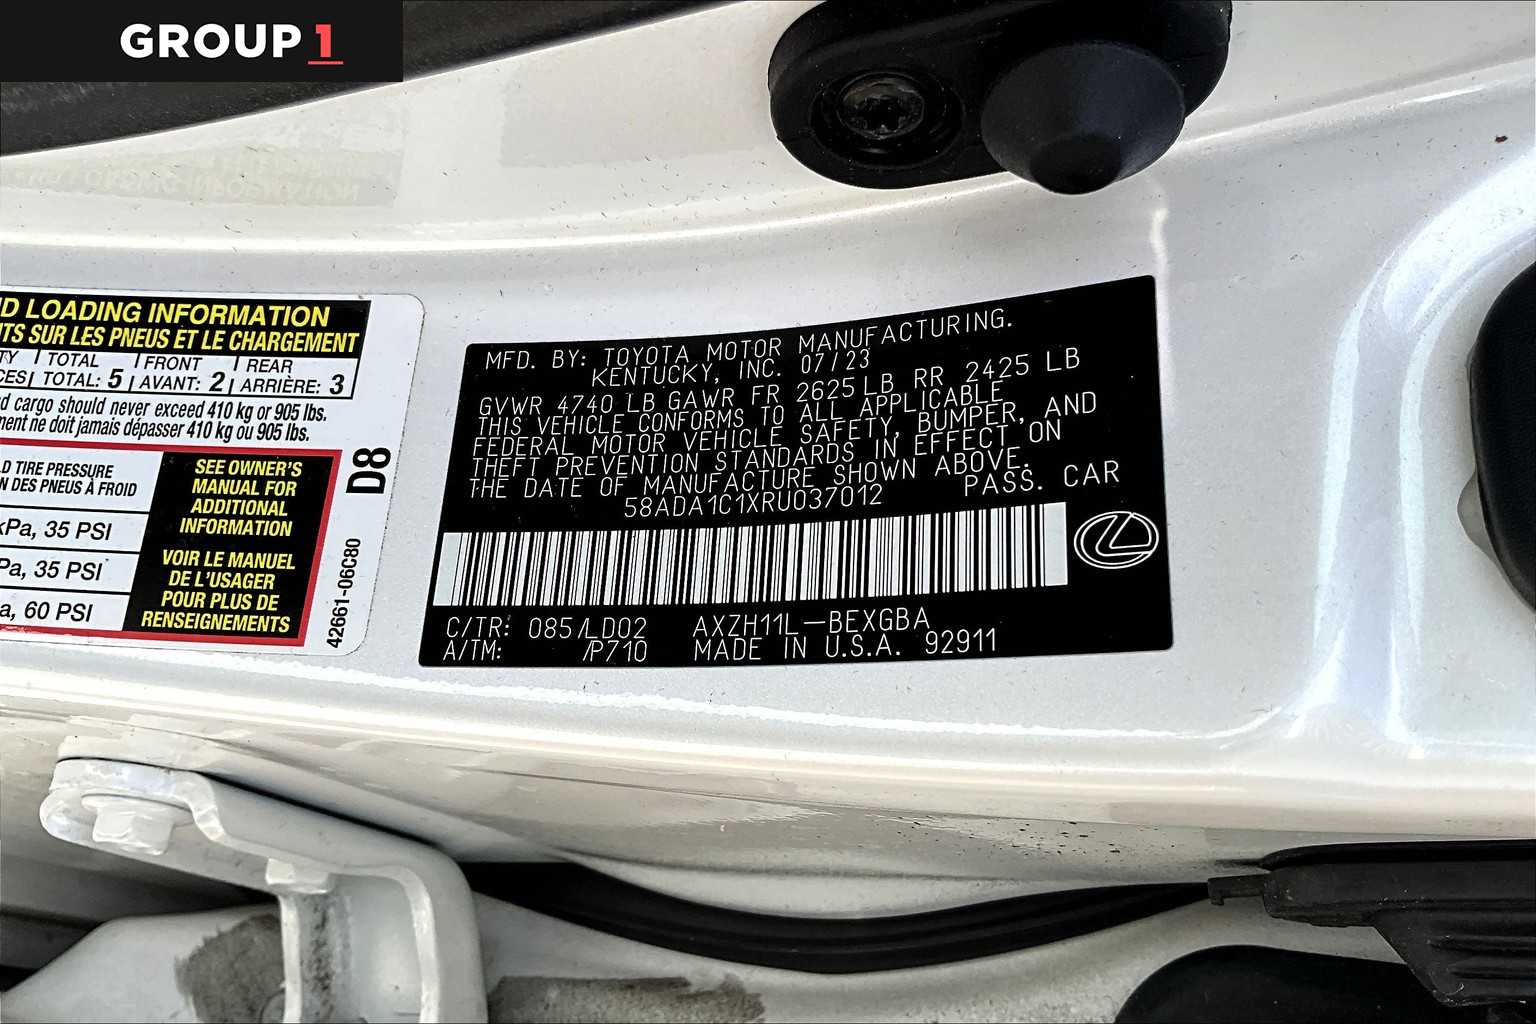 GROUP 1
D LOADING INFORMATION
TS SUR LES PNEUS ET LE CHARGEMENT
TY TOTAL FRONT REAR
CES TOTAL: 5 AVANT: 2 ARRIÈRE: 3
d cargo should never exceed 410 kg or 905 lbs.
ment ne doit jamais dépasser 410 kg ou 905 lbs.
D TIRE PRESSURE
N DES PNEUS À FROID
kPa, 35 PSI
Pa, 35 PSI
a, 60 PSI
SEE OWNER'S
MANUAL FOR
ADDITIONAL
INFORMATION
VOIR LE MANUEL
DE L'USAGER
POUR PLUS DE
RENSEIGNEMENTS
D8
42661-06C80
MFD. BY: TOYOTA MOTOR MANUFACTURING.
KENTUCKY, INC. 07/23
GVWR 4740 LB GAWR FR 2625 LB RR 2425 LB
THIS VEHICLE CONFORMS TO ALL APPLICABLE
FEDERAL MOTOR VEHICLE SAFETY, BUMPER, AND
THEFT PREVENTION STANDARDS IN EFFECT ON
THE DATE OF MANUFACTURE SHOWN ABOVE.
58ADA1C1XRU037012 PASS. CAR
C/TR: 085/LD02 AXZH11L-BEXGBA
A/TM: /P710 MADE IN U.S.A. 92911